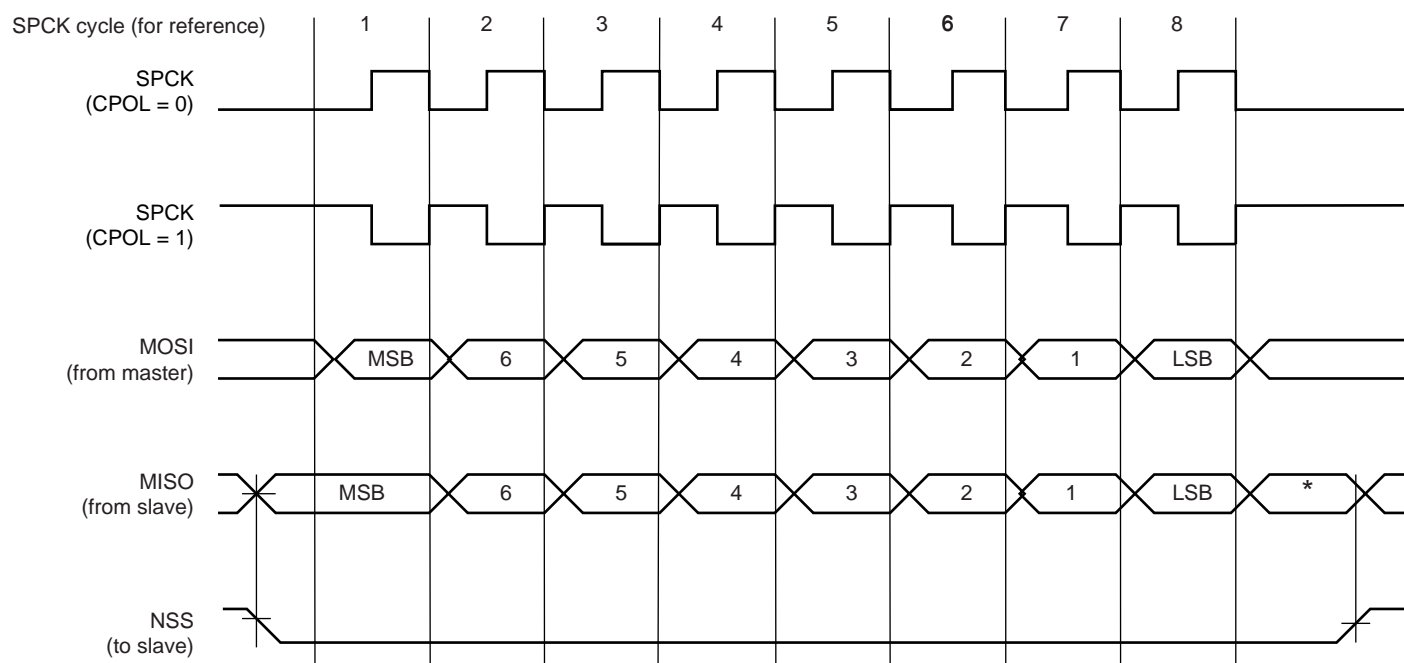 SPCK cycle (for reference) 1 2 3 4 5 6 7 8
SPCK
(CPOL = 0)
SPCK
(CPOL = 1)
MOSI
(from master)
MSB 6 5 4 3 2 1 LSB
MISO
(from slave)
MSB 6 5 4 3 2 1 LSB *
NSS
(to slave)